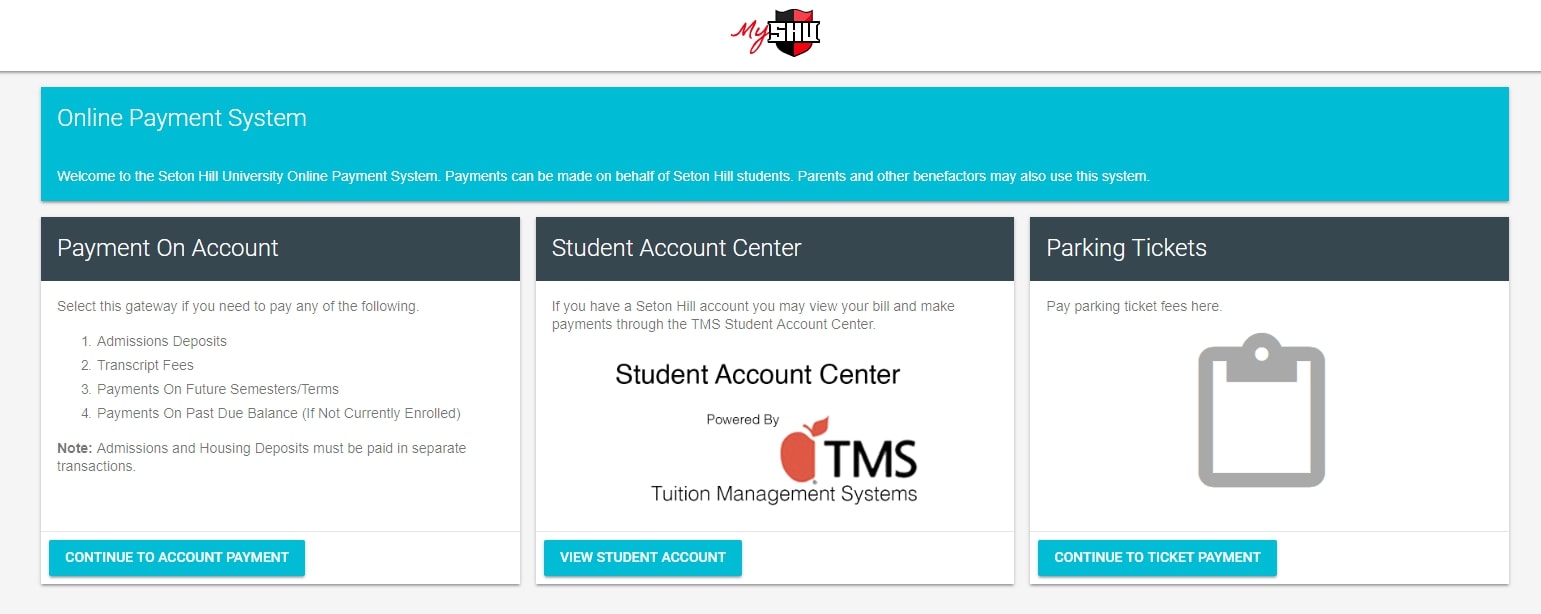 My SHU
Online Payment System
Welcome to the Seton Hill University Online Payment System. Payments can be made on behalf of Seton Hill students. Parents and other benefactors may also use this system.
Payment On Account
Select this gateway if you need to pay any of the following.
1. Admissions Deposits
2. Transcript Fees
3. Payments On Future Semesters/Terms
4. Payments On Past Due Balance (If Not Currently Enrolled)
Note: Admissions and Housing Deposits must be paid in separate
transactions.
CONTINUE TO ACCOUNT PAYMENT
Student Account Center
If you have a Seton Hill account you may view your bill and make
payments through the TMS Student Account Center.
Student Account Center
Powered By
TMS
Tuition Management Systems
VIEW STUDENT ACCOUNT
Parking Tickets
Pay parking ticket fees here.
CONTINUE TO TICKET PAYMENT